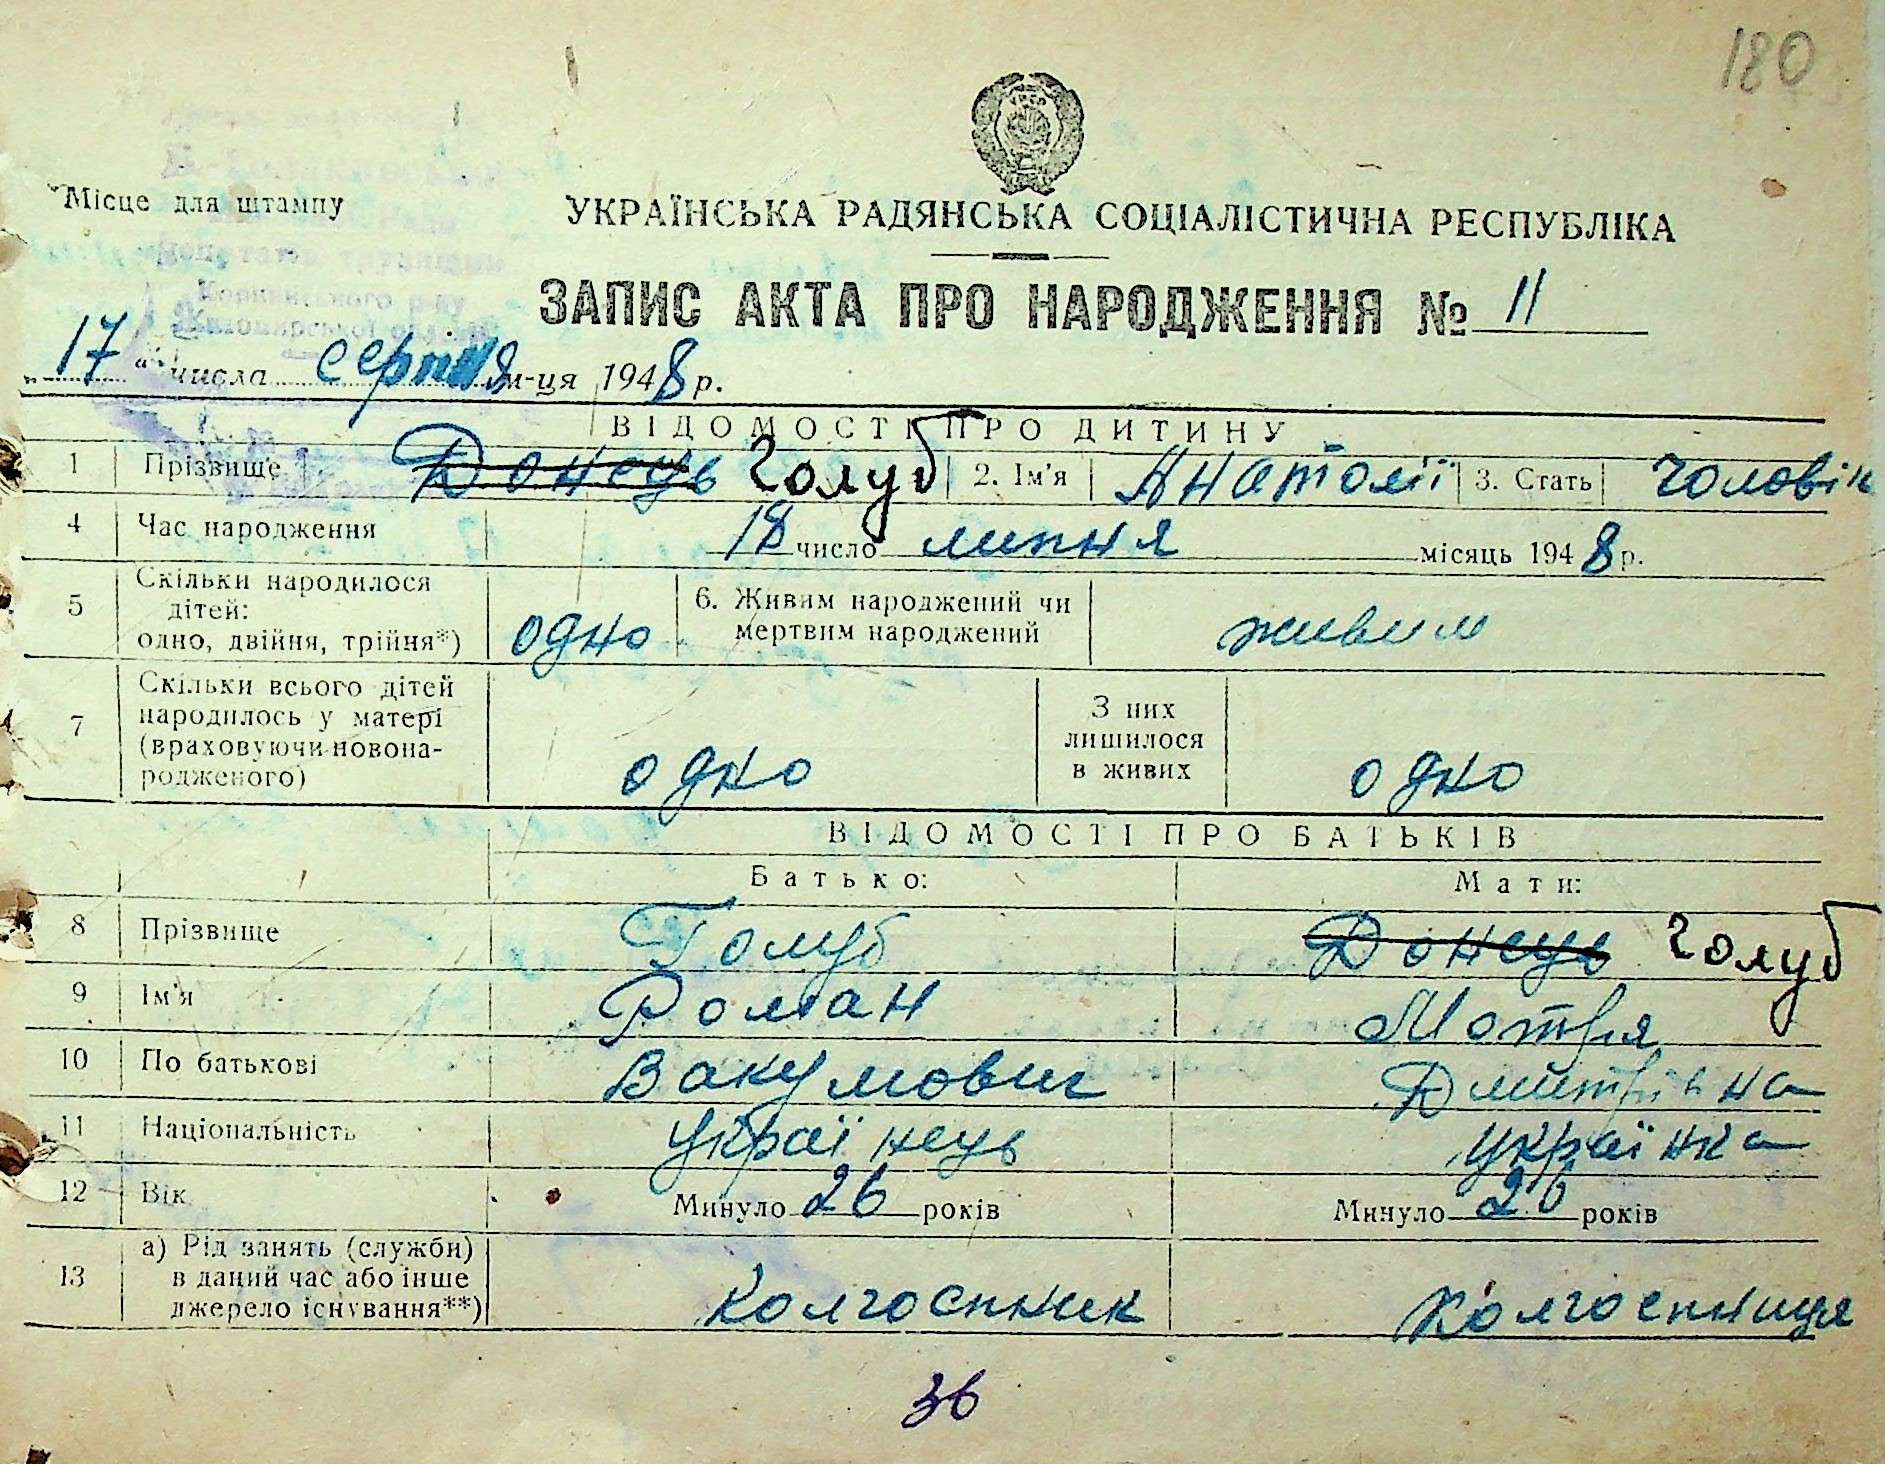 180
Місце для штампу
УКРАЇНСЬКА РАДЯНСЬКА СОЦІАЛІСТИЧНА РЕСПУБЛІКА
ЗАПИС АКТА ПРО НАРОДЖЕННЯ № 11
„17“ числа серпня м-ця 1948 р.
ВІДОМОСТІ ПРО ДИТИНУ
1 Прізвище Донець Голуб 2. Ім'я Анатолії 3. Стать чоловік
4 Час народження 18 число липня місяць 1948 р.
5 Скільки народилося
дітей:
одно, двійня, трійня*) одно 6. Живим народжений чи
мертвим народжений живим
7 Скільки всього дітей
народилось у матері
(враховуючи новона-
родженого) одно З них
лишилося
в живих одно
ВІДОМОСТІ ПРО БАТЬКІВ
Батько: Мати:
8 Прізвище Голуб Донець Голуб
9 Ім'я Роман Мотря
10 По батькові Вакумович Дмитрівна
11 Національність українець українка
12 Вік Минуло 26 років Минуло 26 років
13 а) Рід занять (служби)
в даний час або інше
джерело існування**) колгоспник колгоспниця
36